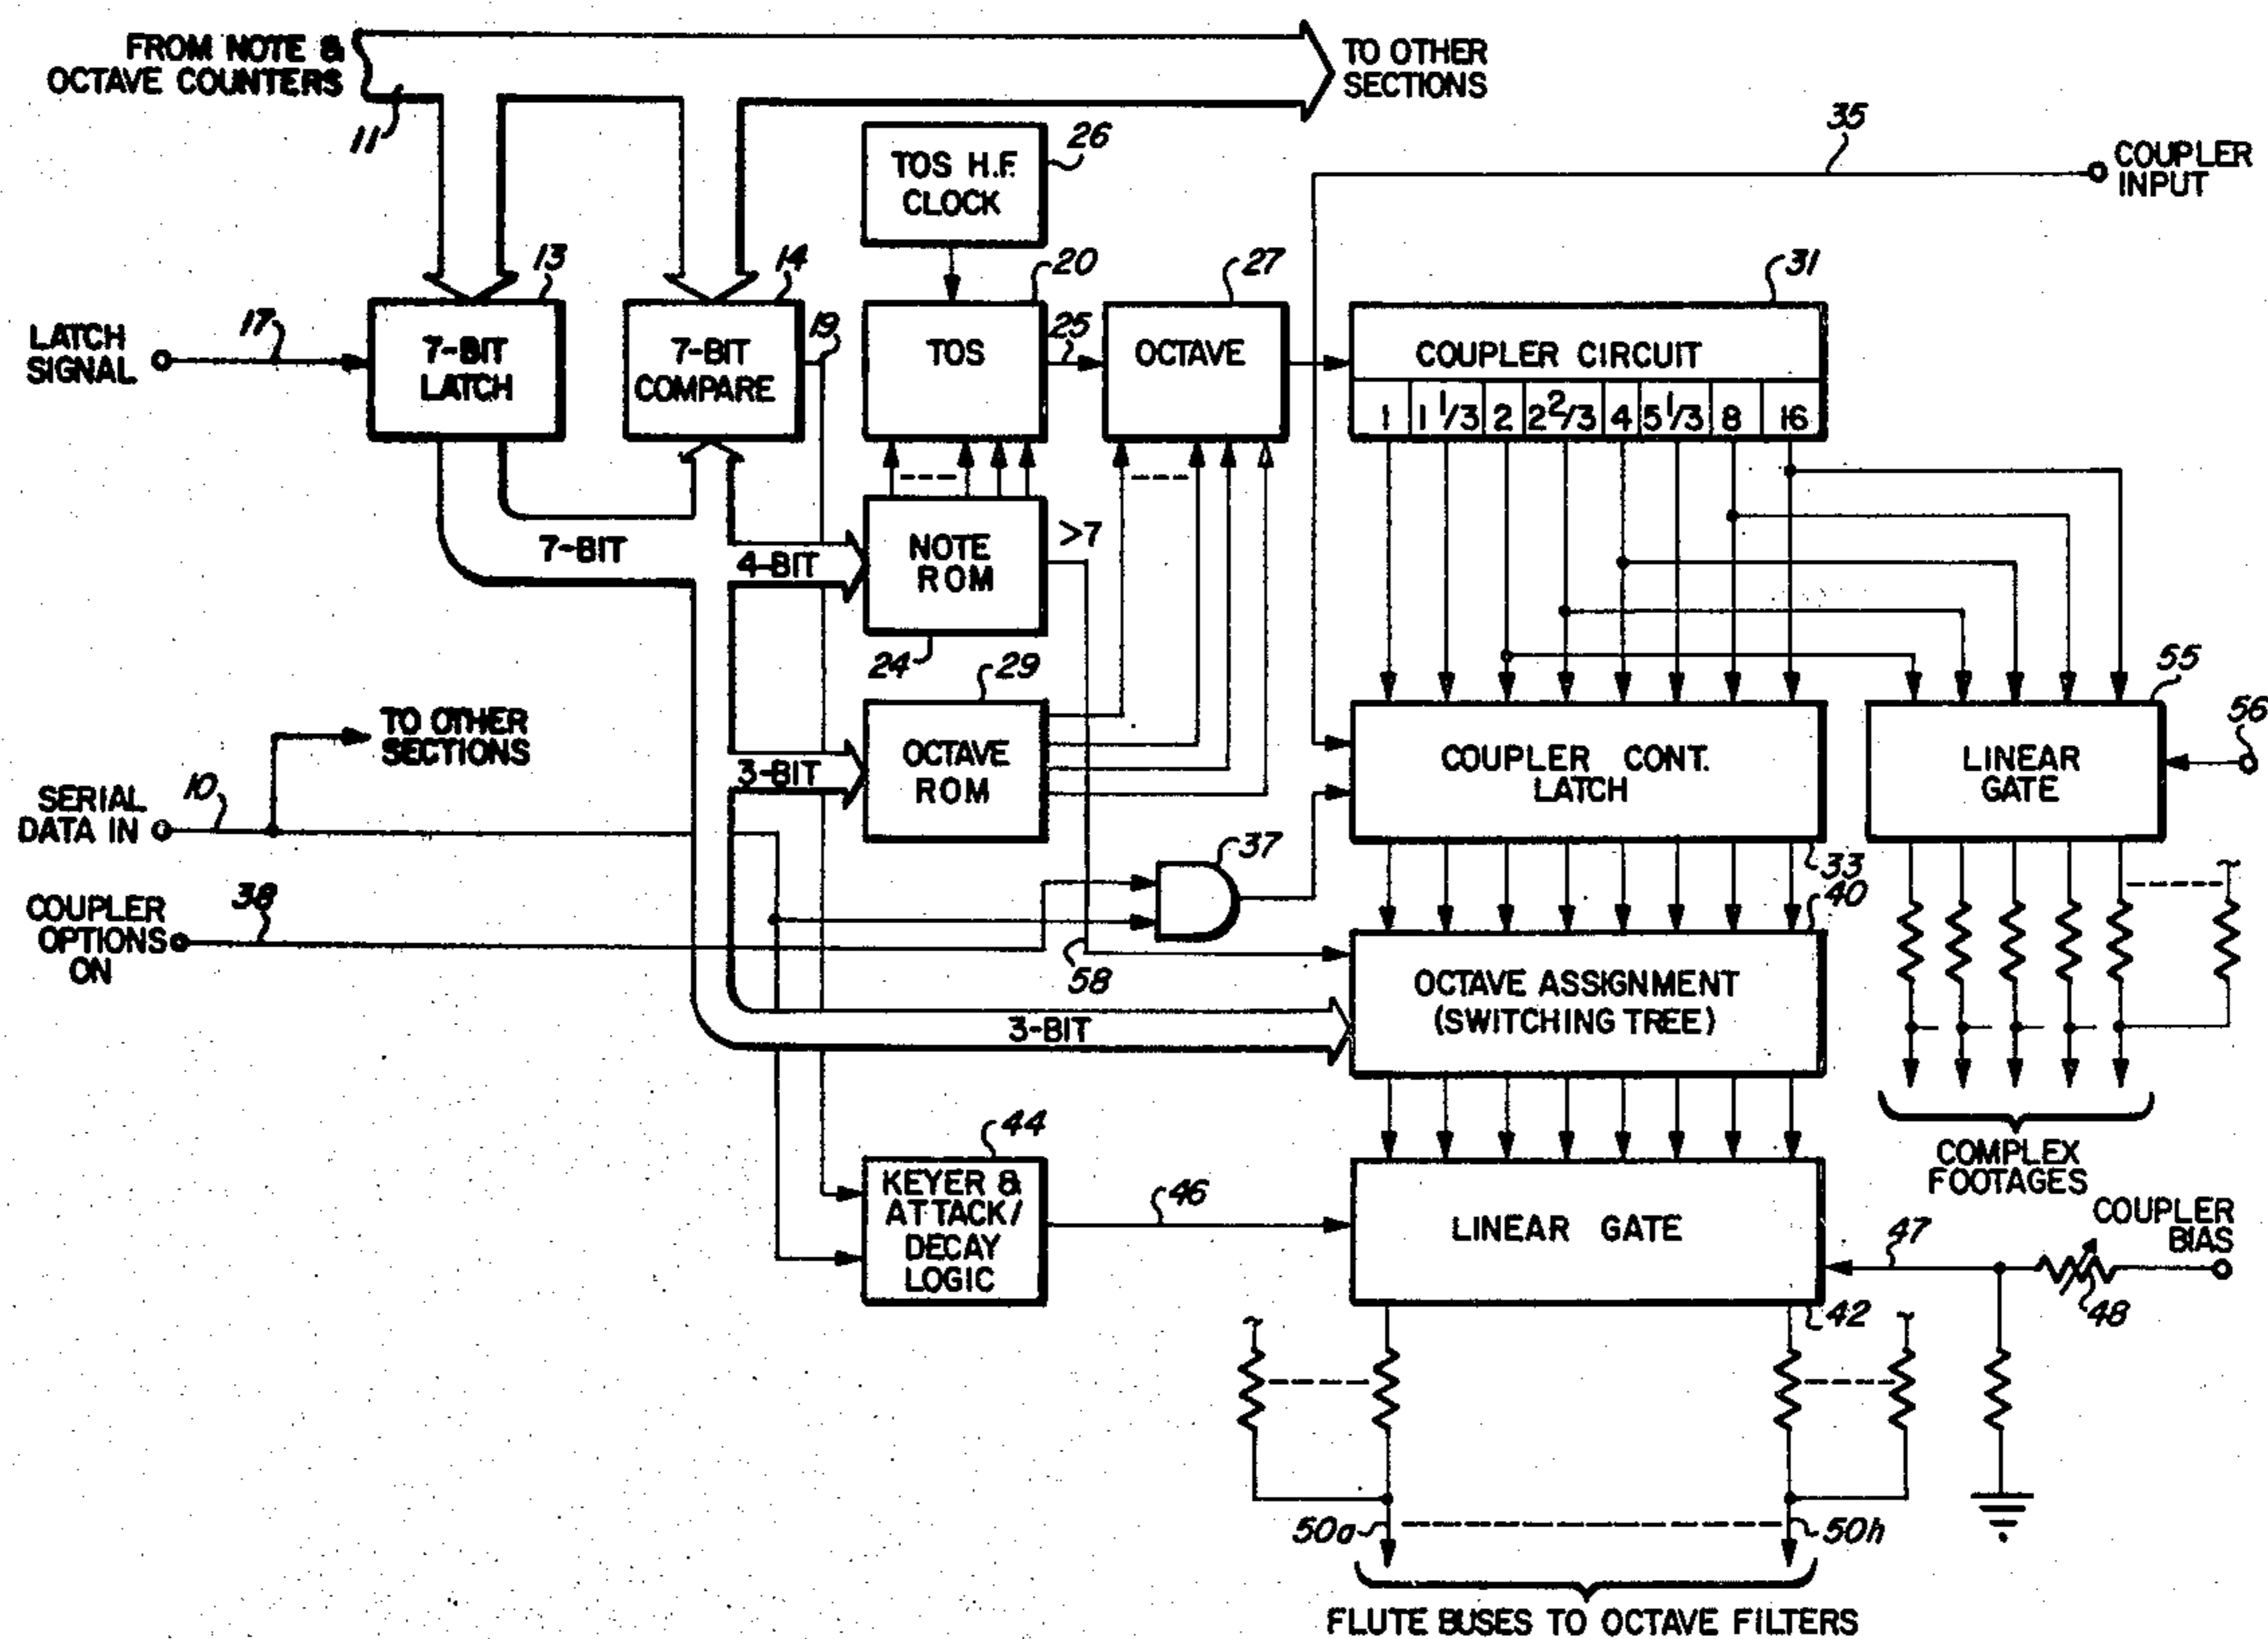 FROM NOTE &
OCTAVE COUNTERS
11
TO OTHER
SECTIONS
TOS H.F.
CLOCK
26
35
COUPLER
INPUT
LATCH
SIGNAL
17
13
7-BIT
LATCH
14
7-BIT
COMPARE
19
20
TOS
25
27
OCTAVE
31
COUPLER CIRCUIT
1 1 1/3 2 2 2/3 4 5 1/3 8 16
7-BIT
4-BIT
NOTE
ROM
>7
24
29
OCTAVE
ROM
3-BIT
TO OTHER
SECTIONS
SERIAL
DATA IN
10
COUPLER
OPTIONS
ON
38
37
58
COUPLER CONT.
LATCH
33
55
LINEAR
GATE
56
40
OCTAVE ASSIGNMENT
(SWITCHING TREE)
3-BIT
COMPLEX
FOOTAGES
44
KEYER &
ATTACK/
DECAY
LOGIC
46
LINEAR GATE
42
47
COUPLER
BIAS
48
50a
50h
FLUTE BUSES TO OCTAVE FILTERS